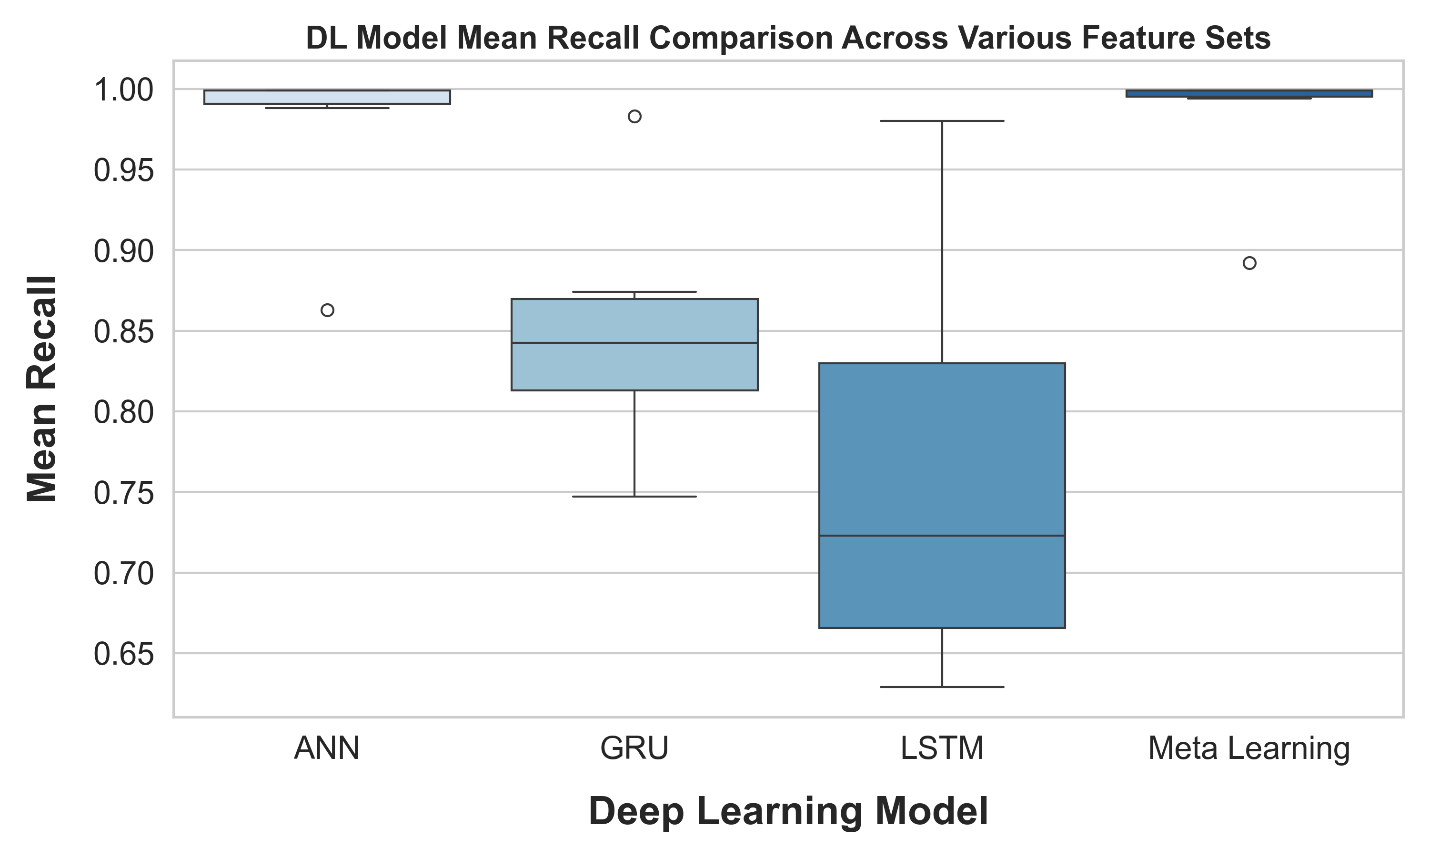 DL Model Mean Recall Comparison Across Various Feature Sets
Mean Recall
1.00
0.95
0.90
0.85
0.80
0.75
0.70
0.65
ANN GRU LSTM Meta Learning
Deep Learning Model